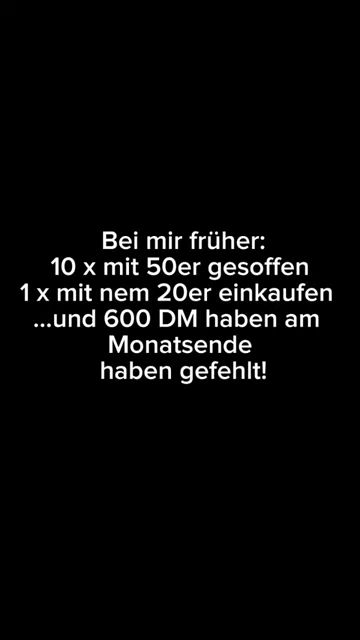 Bei mir früher:
10 x mit 50er gesoffen
1 x mit nem 20er einkaufen
...und 600 DM haben am
Monatsende
haben gefehlt!